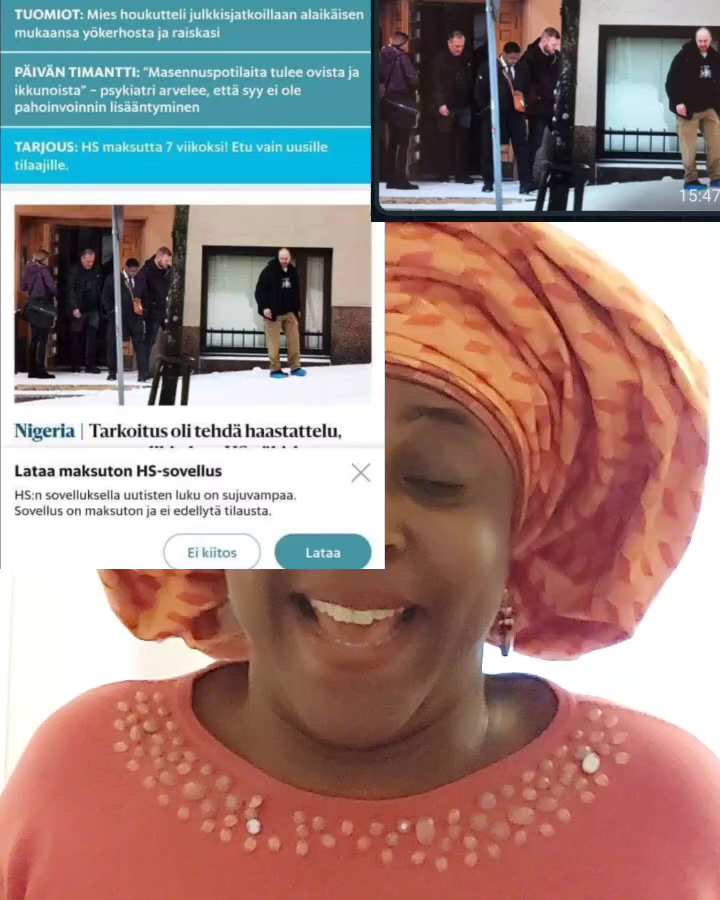 TUOMIOT: Mies houkutteli julkkisjatkoillaan alaikäisen
mukaansa yökerhosta ja raiskasi
PÄIVÄN TIMANTTI: "Masennuspotilaita tulee ovista ja
ikkunoista" – psykiatri arvelee, että syy ei ole
pahoinvoinnin lisääntyminen
TARJOUS: HS maksutta 7 viikoksi! Etu vain uusille
tilaajille.
15:47
Nigeria | Tarkoitus oli tehdä haastattelu,
Lataa maksuton HS-sovellus
HS:n sovelluksella uutisten luku on sujuvampaa.
Sovellus on maksuton ja ei edellytä tilausta.
Ei kiitos
Lataa